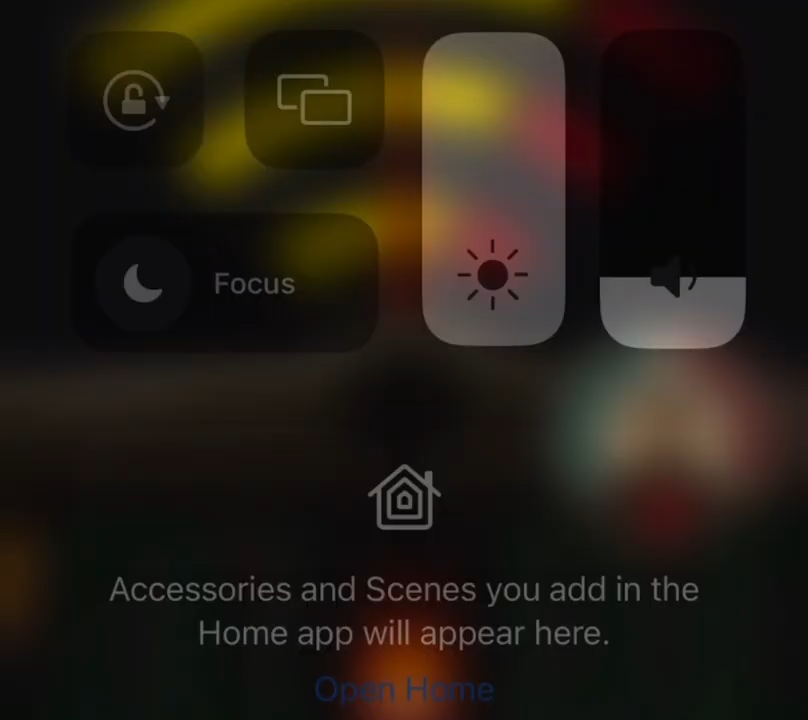 Focus
Accessories and Scenes you add in the
Home app will appear here.
Open Home